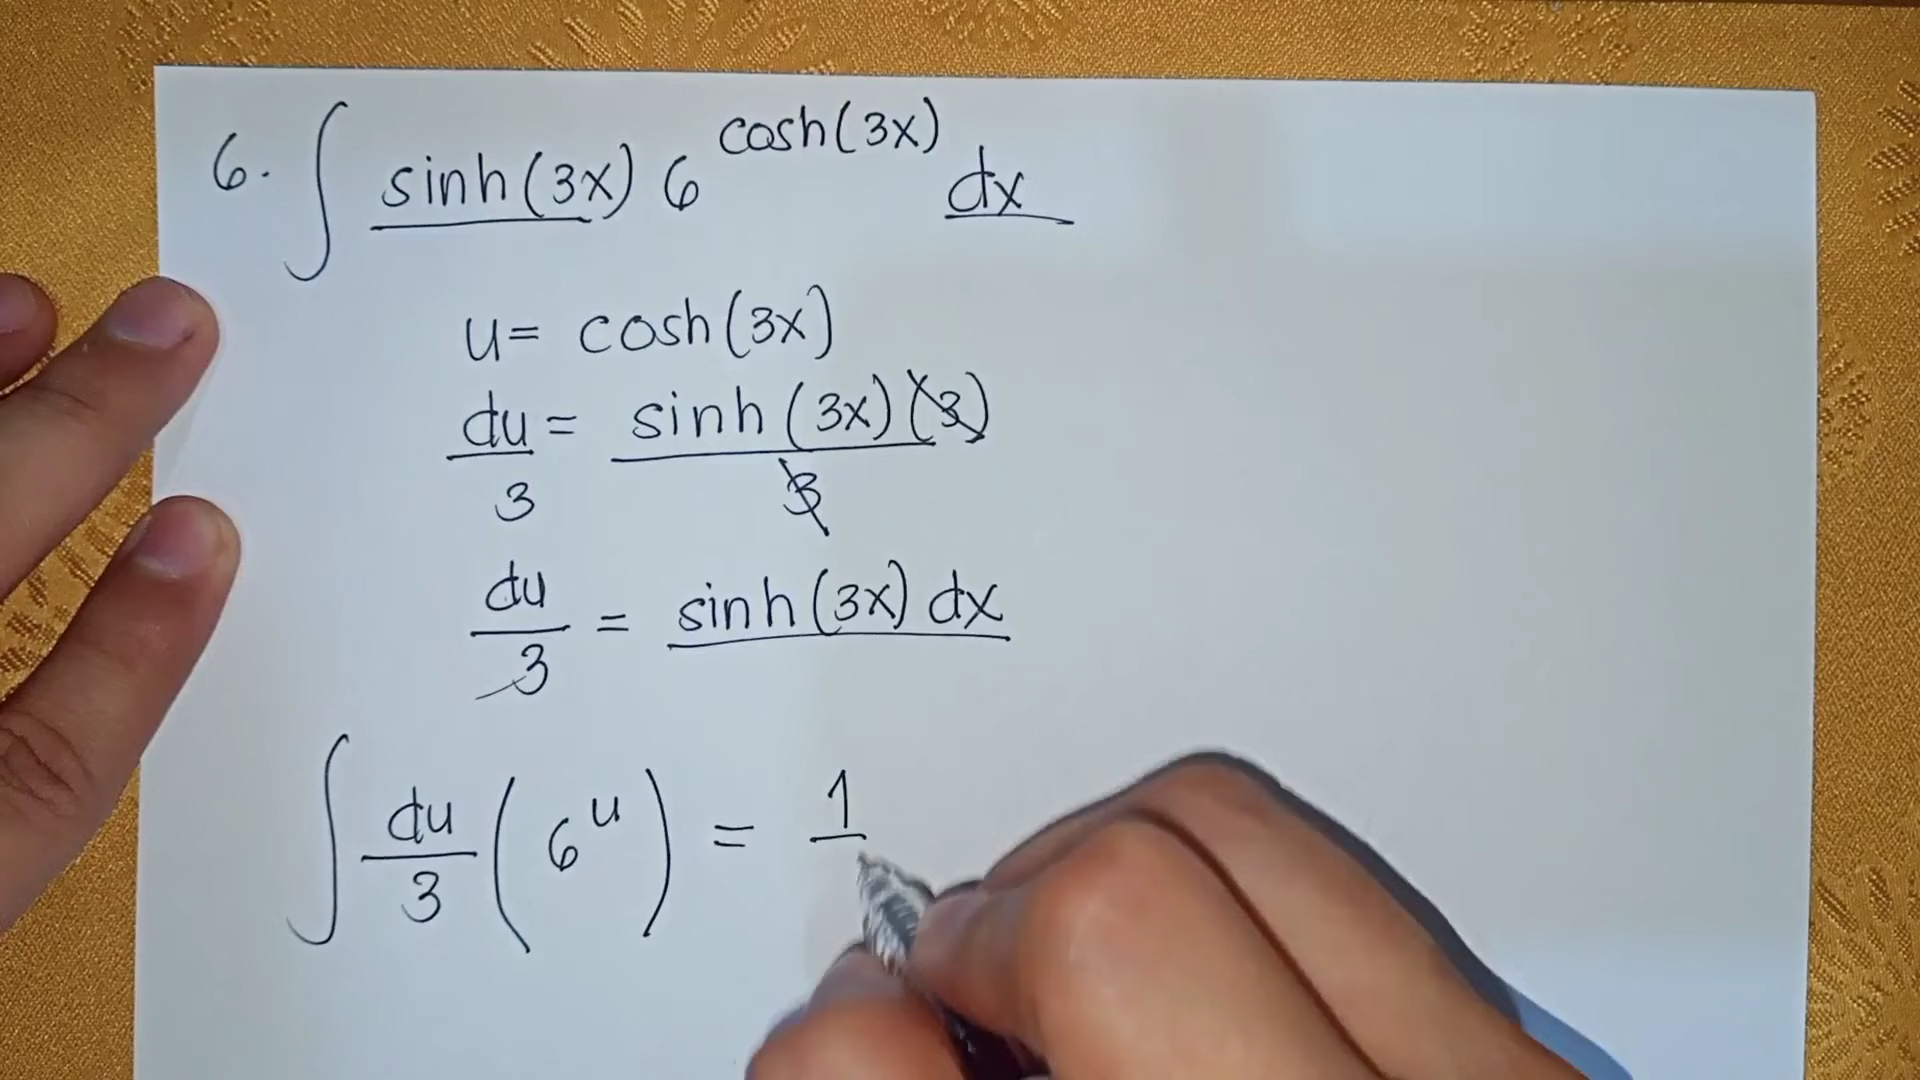 6. ∫ sinh(3x) 6^cosh(3x) dx
u = cosh(3x)
du/3 = sinh(3x)(3)/3
du/3 = sinh(3x) dx
∫ du/3 (6^u) = 1